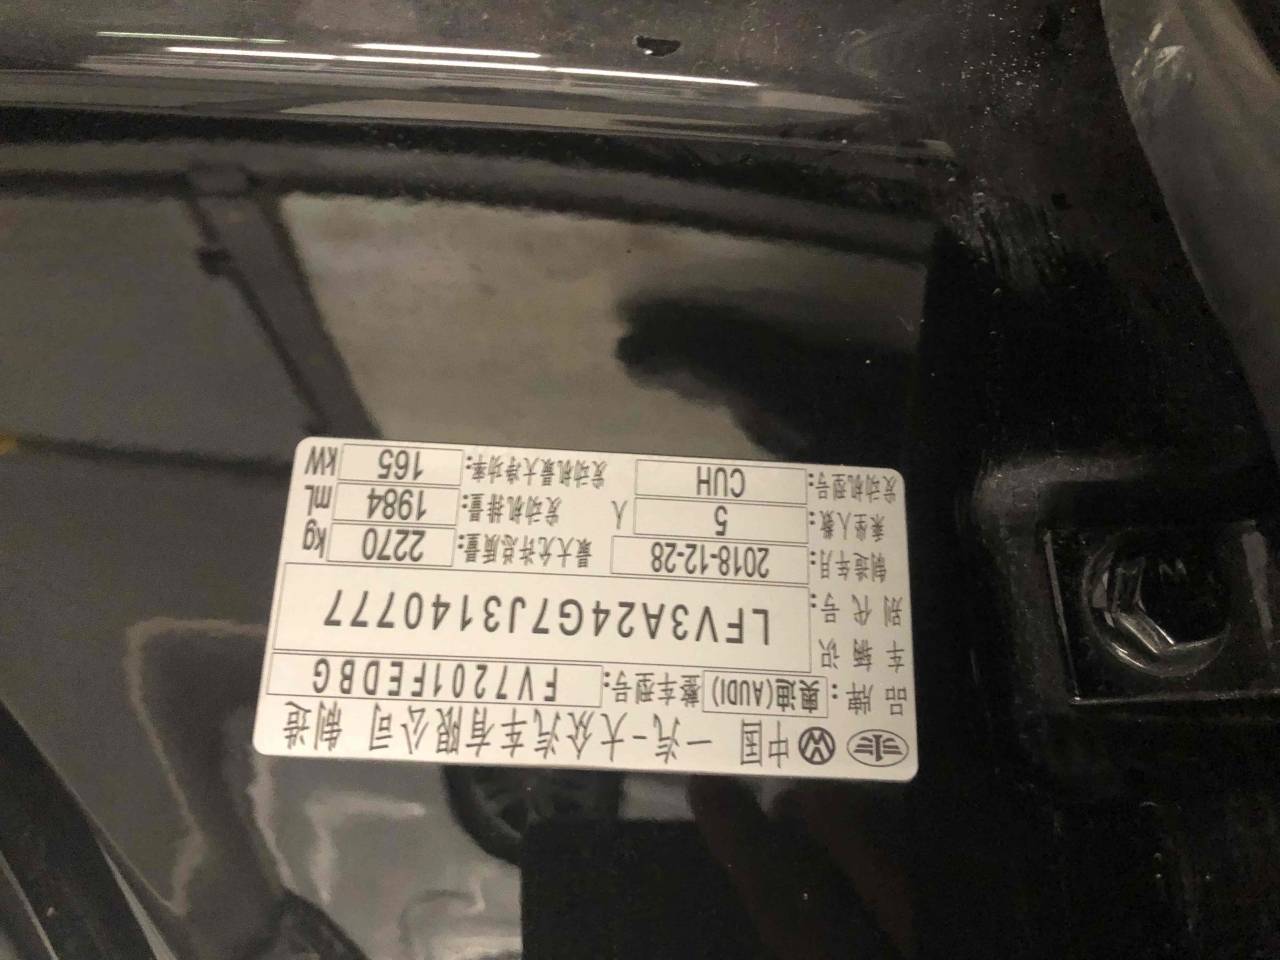 中国 一汽-大众汽车有限公司 制造
品牌: 奥迪(AUDI) 整车型号: FV7201FEDBG
车辆识别代号: LFV3A24G7J3140777
制造年月: 2018-12-28 最大允许总质量: 2270 kg
乘坐人数: 5 人 发动机排量: 1984 mL
发动机型号: CUH 发动机最大净功率: 165 kW